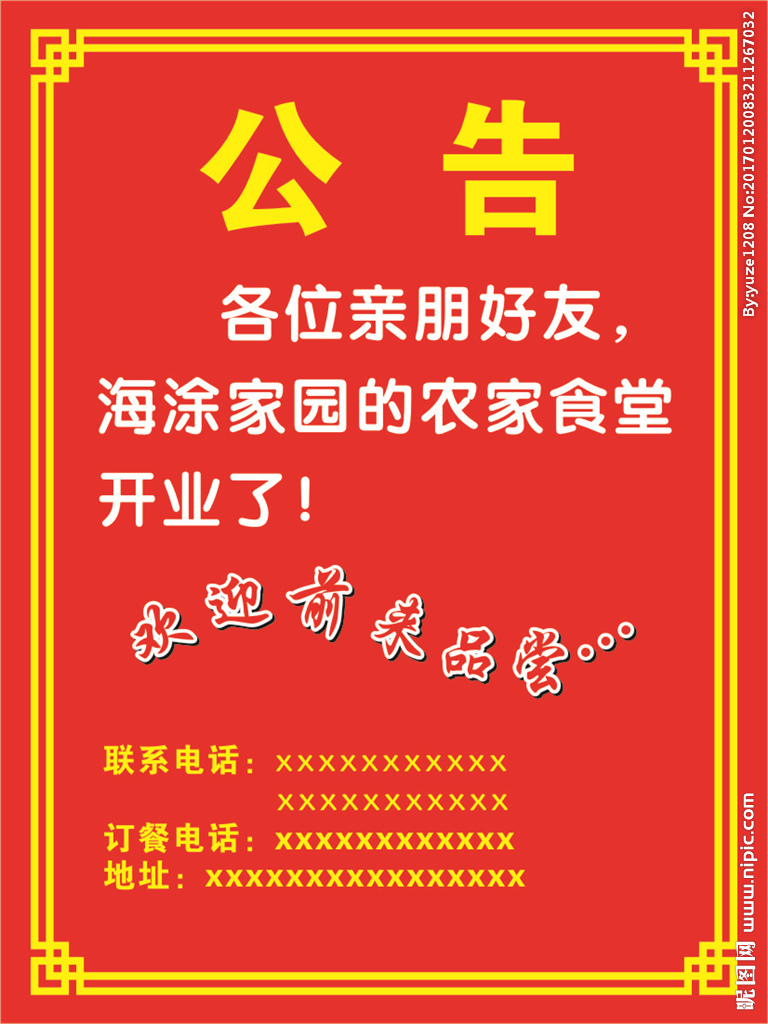 公 告
各位亲朋好友，
海涂家园的农家食堂
开业了！
欢迎前来品尝…
联系电话：xxxxxxxxxxx
xxxxxxxxxxx
订餐电话：xxxxxxxxxxxx
地址：xxxxxxxxxxxxxxxx
By:yuze1208 No:20170120083211267032
昵图网 www.nipic.com